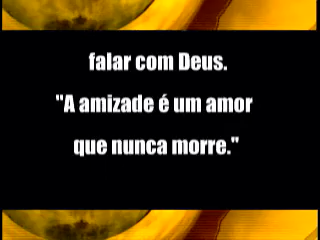 falar com Deus.
"A amizade é um amor
que nunca morre."